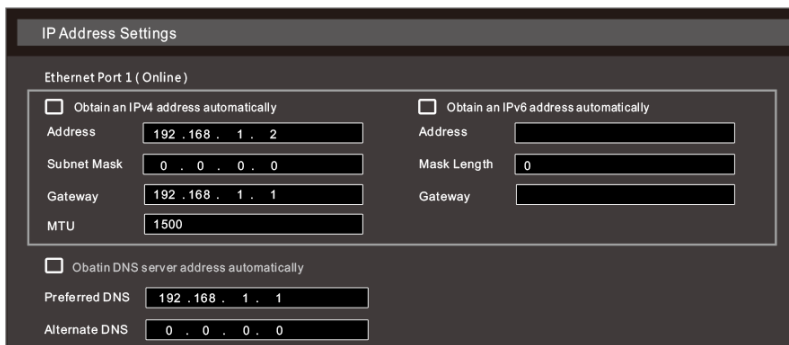 IP Address Settings
Ethernet Port 1 ( Online )
Obtain an IPv4 address automatically
Address 192 . 168 . 1 . 2
Subnet Mask 0 . 0 . 0 . 0
Gateway 192 . 168 . 1 . 1
MTU 1500
Obtain an IPv6 address automatically
Address
Mask Length 0
Gateway
Obatin DNS server address automatically
Preferred DNS 192 . 168 . 1 . 1
Alternate DNS 0 . 0 . 0 . 0